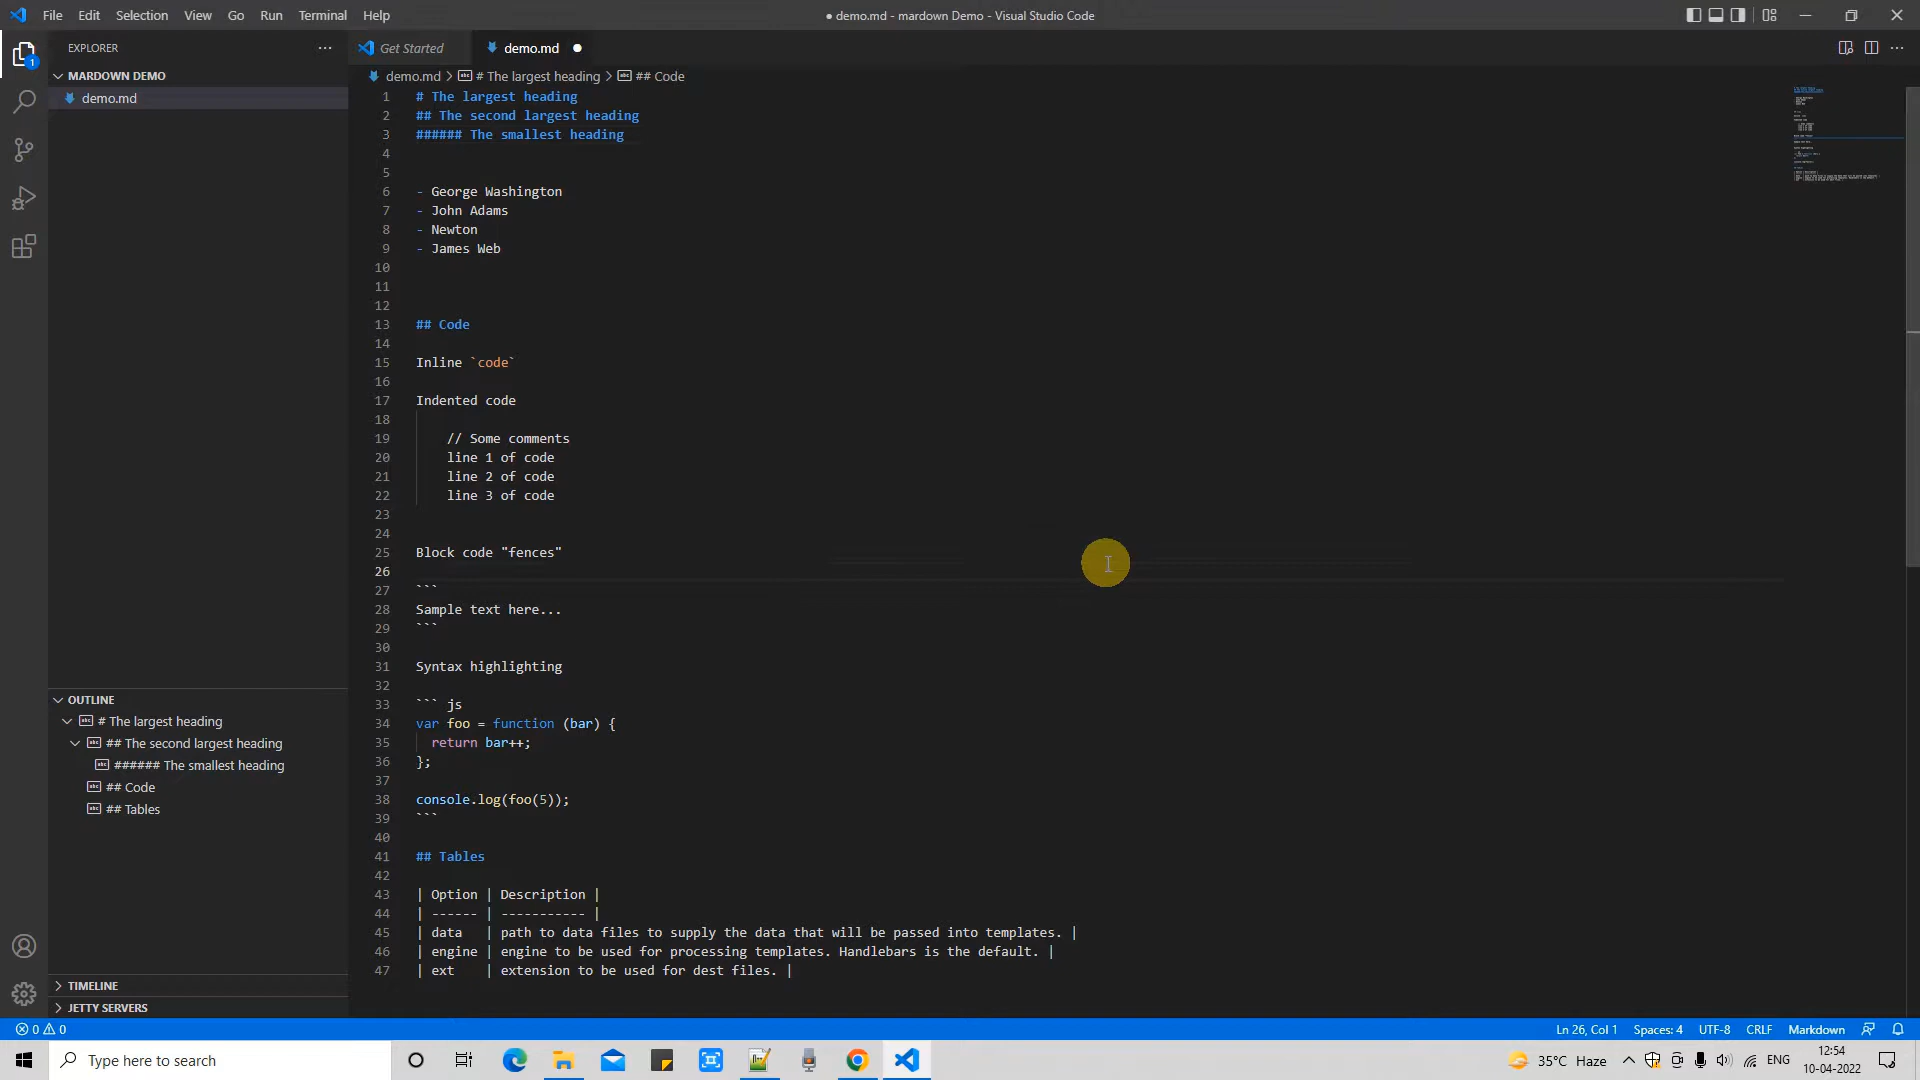 File Edit Selection View Go Run Terminal Help
● demo.md - mardown Demo - Visual Studio Code
EXPLORER
MARDOWN DEMO
demo.md
1
Get Started
demo.md
demo.md > # The largest heading > ## Code
1 # The largest heading
2 ## The second largest heading
3 ###### The smallest heading
4
5
6 - George Washington
7 - John Adams
8 - Newton
9 - James Web
10
11
12
13 ## Code
14
15 Inline `code`
16
17 Indented code
18
19 // Some comments
20 line 1 of code
21 line 2 of code
22 line 3 of code
23
24
25 Block code "fences"
26
27 ```
28 Sample text here...
29 ```
30
31 Syntax highlighting
32
33 ``` js
34 var foo = function (bar) {
35 return bar++;
36 };
37
38 console.log(foo(5));
39 ```
40
41 ## Tables
42
43 | Option | Description |
44 | ------ | ----------- |
45 | data   | path to data files to supply the data that will be passed into templates. |
46 | engine | engine to be used for processing templates. Handlebars is the default. |
47 | ext    | extension to be used for dest files. |
OUTLINE
# The largest heading
## The second largest heading
###### The smallest heading
## Code
## Tables
TIMELINE
JETTY SERVERS
0 0
Ln 26, Col 1 Spaces: 4 UTF-8 CRLF Markdown
Type here to search
35°C Haze
ENG
12:54
10-04-2022